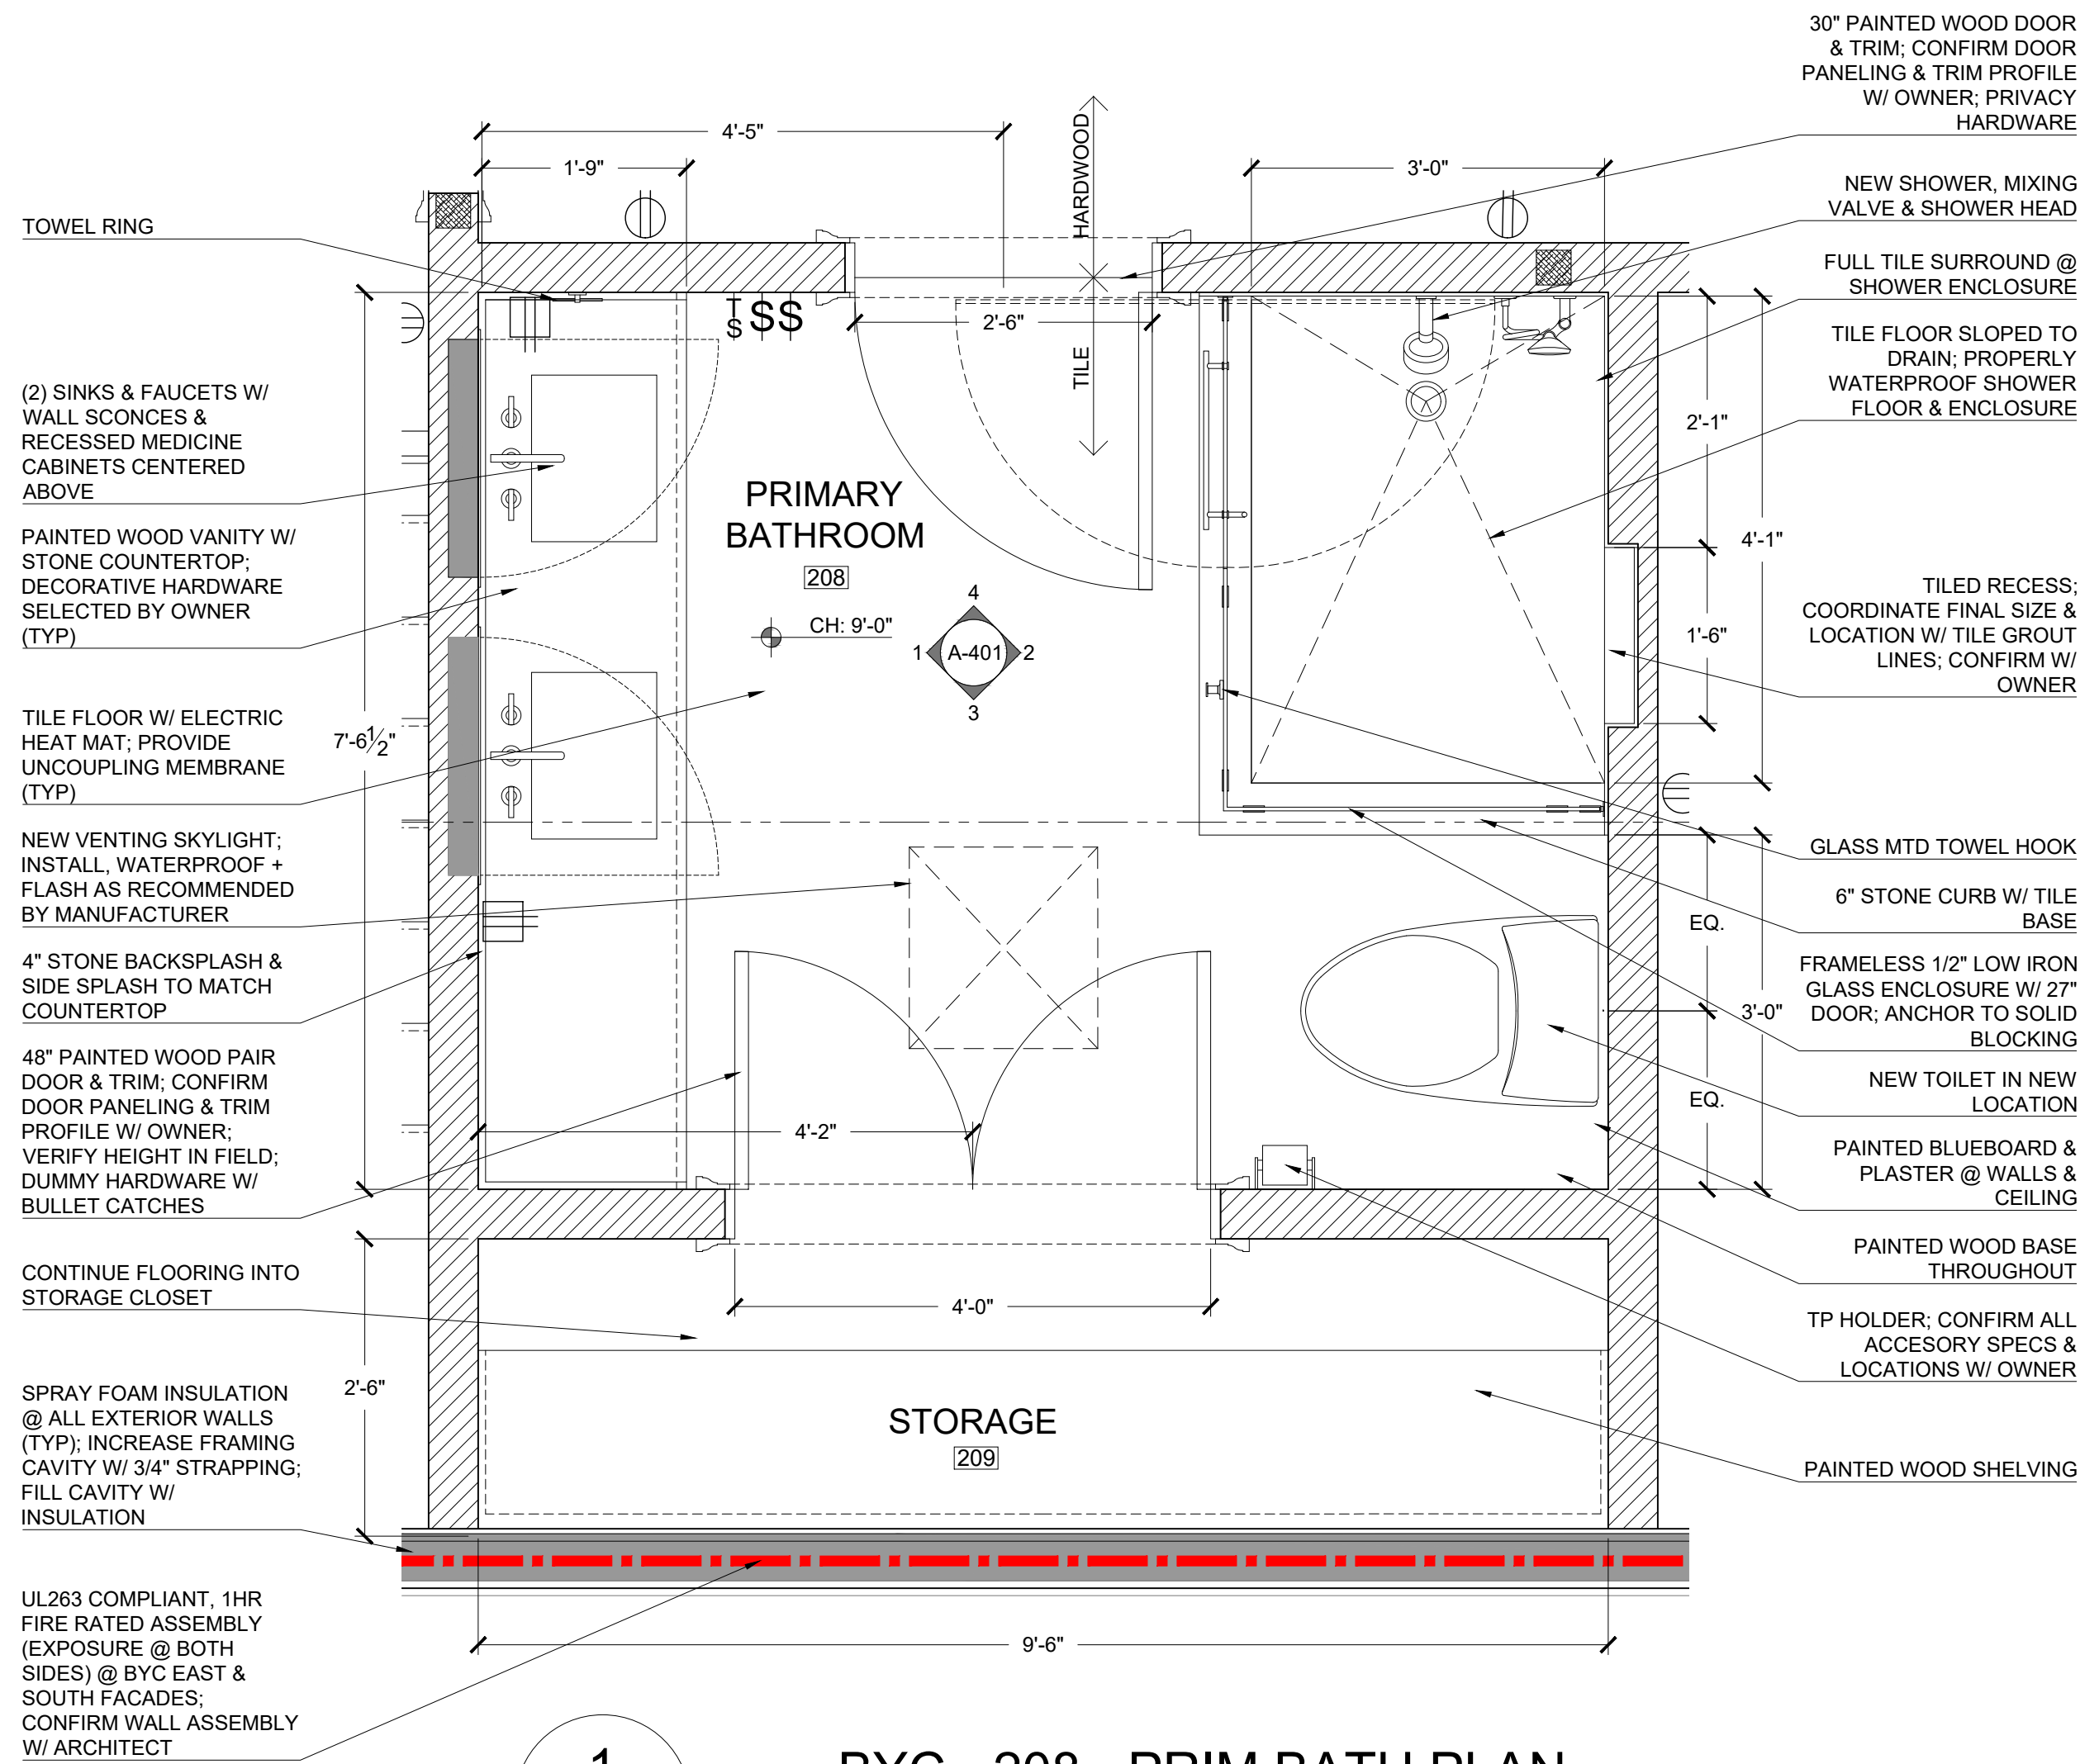 30" PAINTED WOOD DOOR
& TRIM; CONFIRM DOOR
PANELING & TRIM PROFILE
W/ OWNER; PRIVACY
HARDWARE
NEW SHOWER, MIXING
VALVE & SHOWER HEAD
FULL TILE SURROUND @
SHOWER ENCLOSURE
TILE FLOOR SLOPED TO
DRAIN; PROPERLY
WATERPROOF SHOWER
FLOOR & ENCLOSURE
TILED RECESS;
COORDINATE FINAL SIZE &
LOCATION W/ TILE GROUT
LINES; CONFIRM W/
OWNER
GLASS MTD TOWEL HOOK
6" STONE CURB W/ TILE
BASE
FRAMELESS 1/2" LOW IRON
GLASS ENCLOSURE W/ 27"
DOOR; ANCHOR TO SOLID
BLOCKING
NEW TOILET IN NEW
LOCATION
PAINTED BLUEBOARD &
PLASTER @ WALLS &
CEILING
PAINTED WOOD BASE
THROUGHOUT
TP HOLDER; CONFIRM ALL
ACCESORY SPECS &
LOCATIONS W/ OWNER
PAINTED WOOD SHELVING
TOWEL RING
(2) SINKS & FAUCETS W/
WALL SCONCES &
RECESSED MEDICINE
CABINETS CENTERED
ABOVE
PAINTED WOOD VANITY W/
STONE COUNTERTOP;
DECORATIVE HARDWARE
SELECTED BY OWNER
(TYP)
TILE FLOOR W/ ELECTRIC
HEAT MAT; PROVIDE
UNCOUPLING MEMBRANE
(TYP)
NEW VENTING SKYLIGHT;
INSTALL, WATERPROOF +
FLASH AS RECOMMENDED
BY MANUFACTURER
4" STONE BACKSPLASH &
SIDE SPLASH TO MATCH
COUNTERTOP
48" PAINTED WOOD PAIR
DOOR & TRIM; CONFIRM
DOOR PANELING & TRIM
PROFILE W/ OWNER;
VERIFY HEIGHT IN FIELD;
DUMMY HARDWARE W/
BULLET CATCHES
CONTINUE FLOORING INTO
STORAGE CLOSET
SPRAY FOAM INSULATION
@ ALL EXTERIOR WALLS
(TYP); INCREASE FRAMING
CAVITY W/ 3/4" STRAPPING;
FILL CAVITY W/
INSULATION
UL263 COMPLIANT, 1HR
FIRE RATED ASSEMBLY
(EXPOSURE @ BOTH
SIDES) @ BYC EAST &
SOUTH FACADES;
CONFIRM WALL ASSEMBLY
W/ ARCHITECT
4'-5"
1'-9"
3'-0"
HARDWOOD
TILE
T
S
SS
2'-6"
PRIMARY
BATHROOM
208
CH: 9'-0"
4
1 A-401 2
3
2'-1"
4'-1"
1'-6"
7'-6 1/2"
EQ.
3'-0"
EQ.
4'-2"
4'-0"
2'-6"
STORAGE
209
9'-6"
1
BYC - 208 - PRIM BATH PLAN